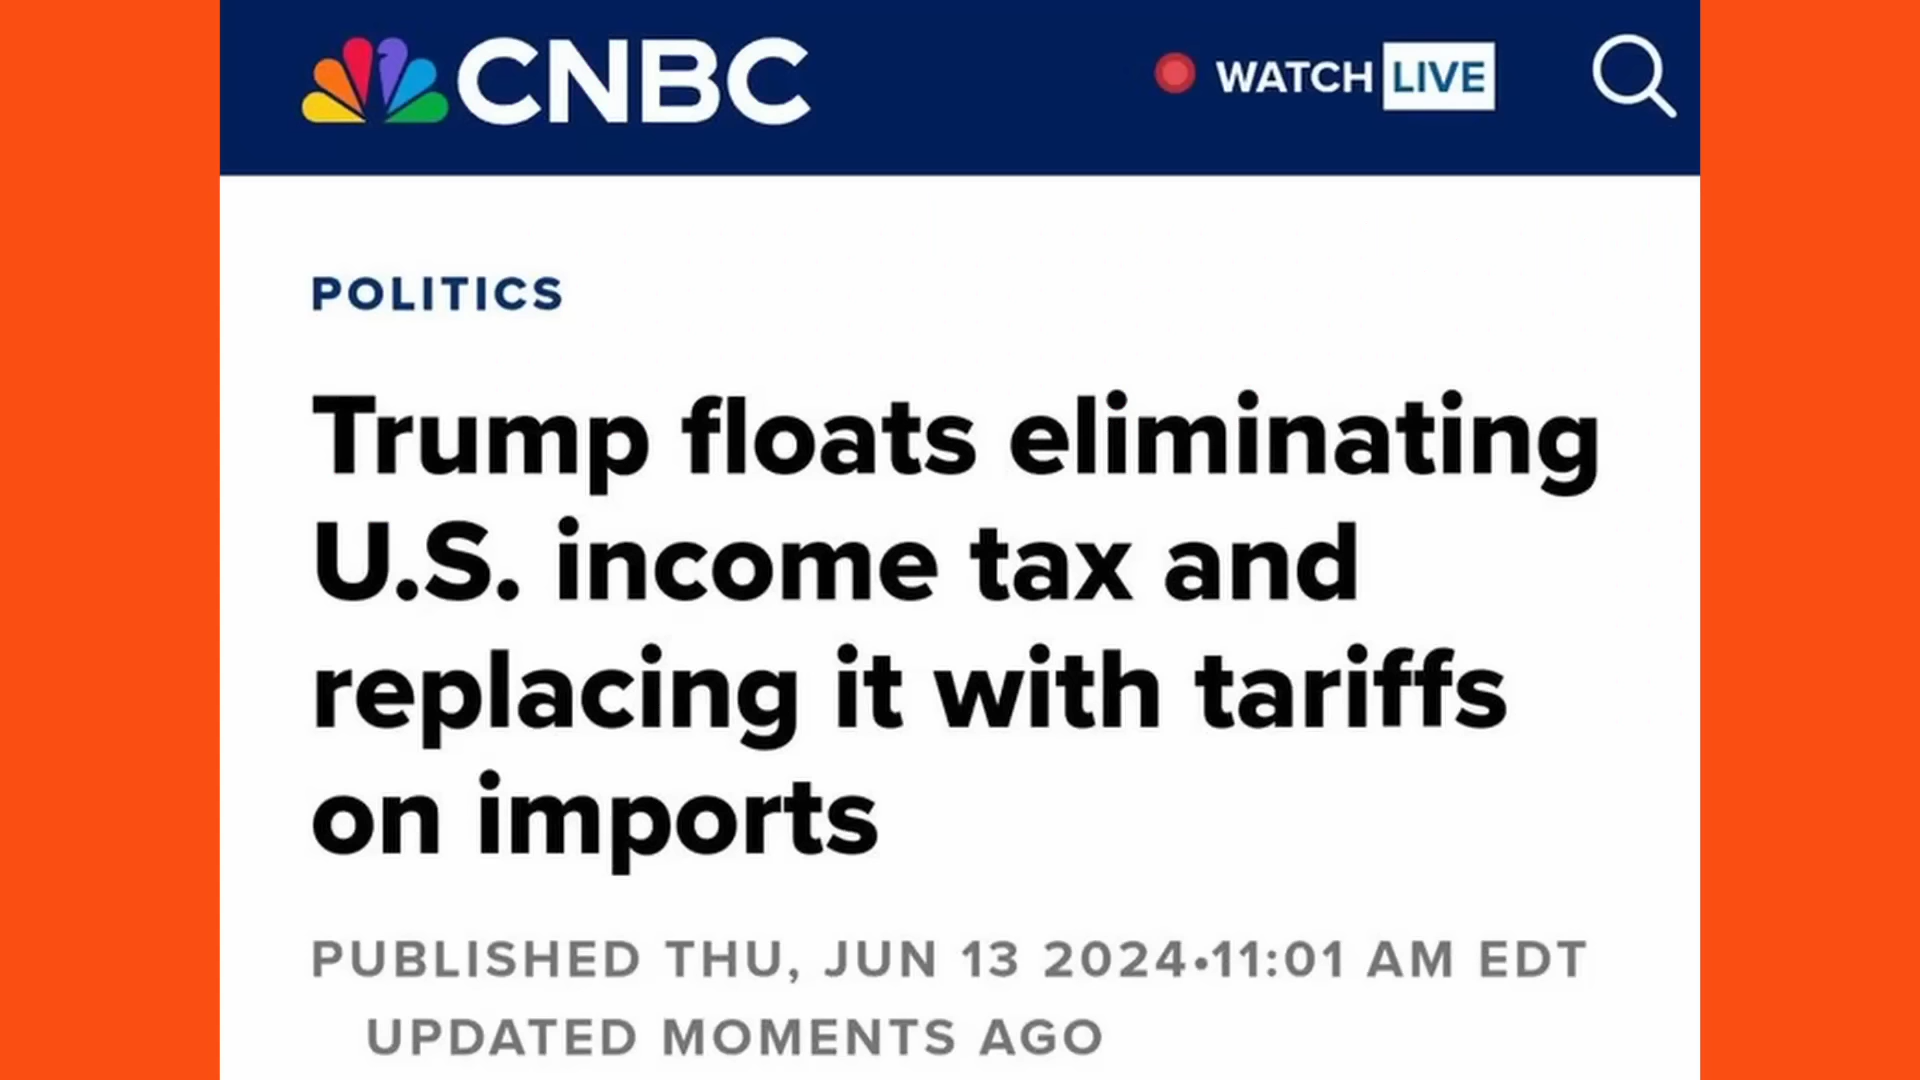 CNBC
WATCH LIVE
POLITICS
Trump floats eliminating
U.S. income tax and
replacing it with tariffs
on imports
PUBLISHED THU, JUN 13 2024•11:01 AM EDT
UPDATED MOMENTS AGO